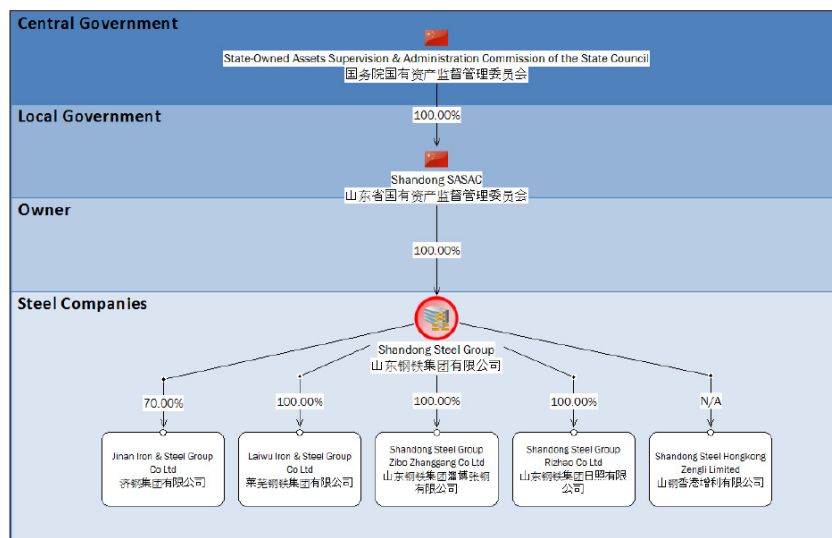 Central Government
State-Owned Assets Supervision & Administration Commission of the State Council
国务院国有资产监督管理委员会
100.00%
Local Government
Shandong SASAC
山东省国有资产监督管理委员会
Owner
100.00%
Steel Companies
Shandong Steel Group
山东钢铁集团有限公司
70.00%
100.00%
100.00%
100.00%
N/A
Jinan Iron & Steel Group
Co Ltd
济钢集团有限公司
Laiwu Iron & Steel Group
Co Ltd
莱芜钢铁集团有限公司
Shandong Steel Group
Zibo Zhanggang Co Ltd
山东钢铁集团淄博张钢
有限公司
Shandong Steel Group
Rizhao Co Ltd
山东钢铁集团日照有限
公司
Shandong Steel Hongkong
Zengli Limited
山钢香港增利有限公司